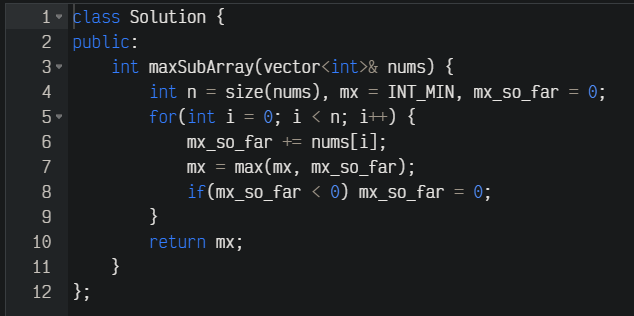 1 class Solution {
2 public:
3     int maxSubArray(vector<int>& nums) {
4         int n = size(nums), mx = INT_MIN, mx_so_far = 0;
5         for(int i = 0; i < n; i++) {
6             mx_so_far += nums[i];
7             mx = max(mx, mx_so_far);
8             if(mx_so_far < 0) mx_so_far = 0;
9         }
10         return mx;
11     }
12 };